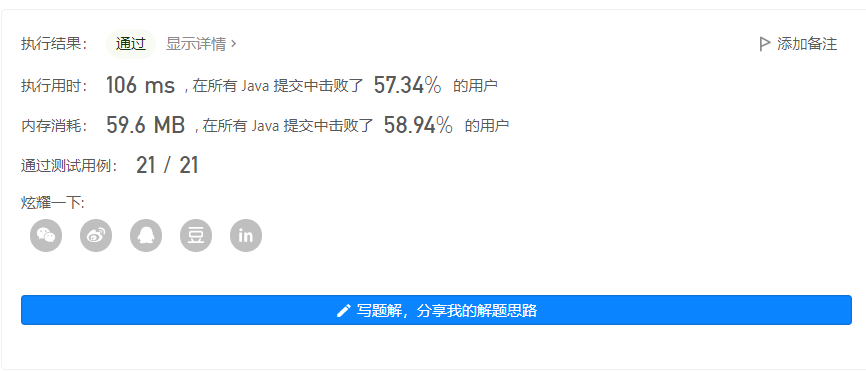 执行结果： 通过 显示详情 › 添加备注
执行用时： 106 ms , 在所有 Java 提交中击败了 57.34% 的用户
内存消耗： 59.6 MB , 在所有 Java 提交中击败了 58.94% 的用户
通过测试用例： 21 / 21
炫耀一下:
豆 in
写题解，分享我的解题思路